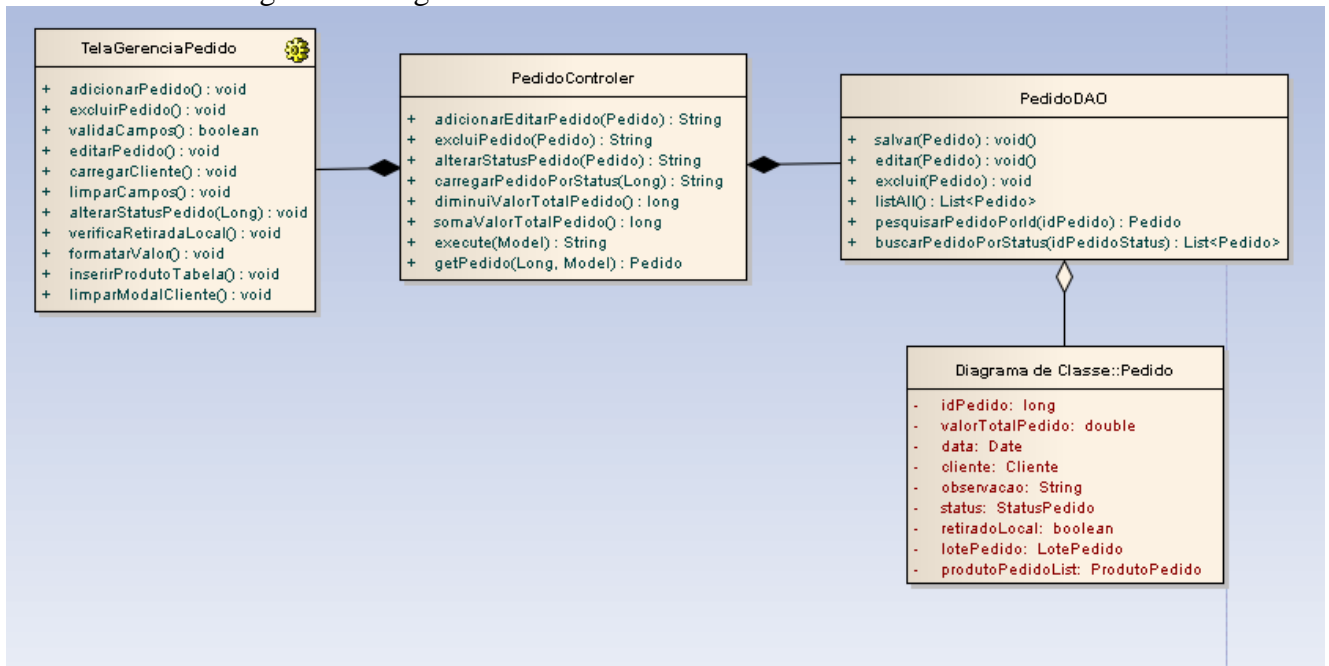 TelaGerenciaPedido
+ adicionarPedido() : void
+ excluirPedido() : void
+ validaCampos() : boolean
+ editarPedido() : void
+ carregarCliente() : void
+ limparCampos() : void
+ alterarStatusPedido(Long) : void
+ verificaRetiradaLocal() : void
+ formatarValor() : void
+ inserirProdutoTabela() : void
+ limparModalCliente() : void
PedidoControler
+ adicionarEditarPedido(Pedido) : String
+ excluiPedido(Pedido) : String
+ alterarStatusPedido(Pedido) : String
+ carregarPedidoPorStatus(Long) : String
+ diminuiValorTotalPedido() : long
+ somaValorTotalPedido() : long
+ execute(Model) : String
+ getPedido(Long, Model) : Pedido
PedidoDAO
+ salvar(Pedido) : void()
+ editar(Pedido) : void()
+ excluir(Pedido) : void
+ listAll() : List<Pedido>
+ pesquisarPedidoPorId(idPedido) : Pedido
+ buscarPedidoPorStatus(idPedidoStatus) : List<Pedido>
Diagrama de Classe::Pedido
- idPedido: long
- valorTotalPedido: double
- data: Date
- cliente: Cliente
- observacao: String
- status: StatusPedido
- retiradoLocal: boolean
- lotePedido: LotePedido
- produtoPedidoList: ProdutoPedido